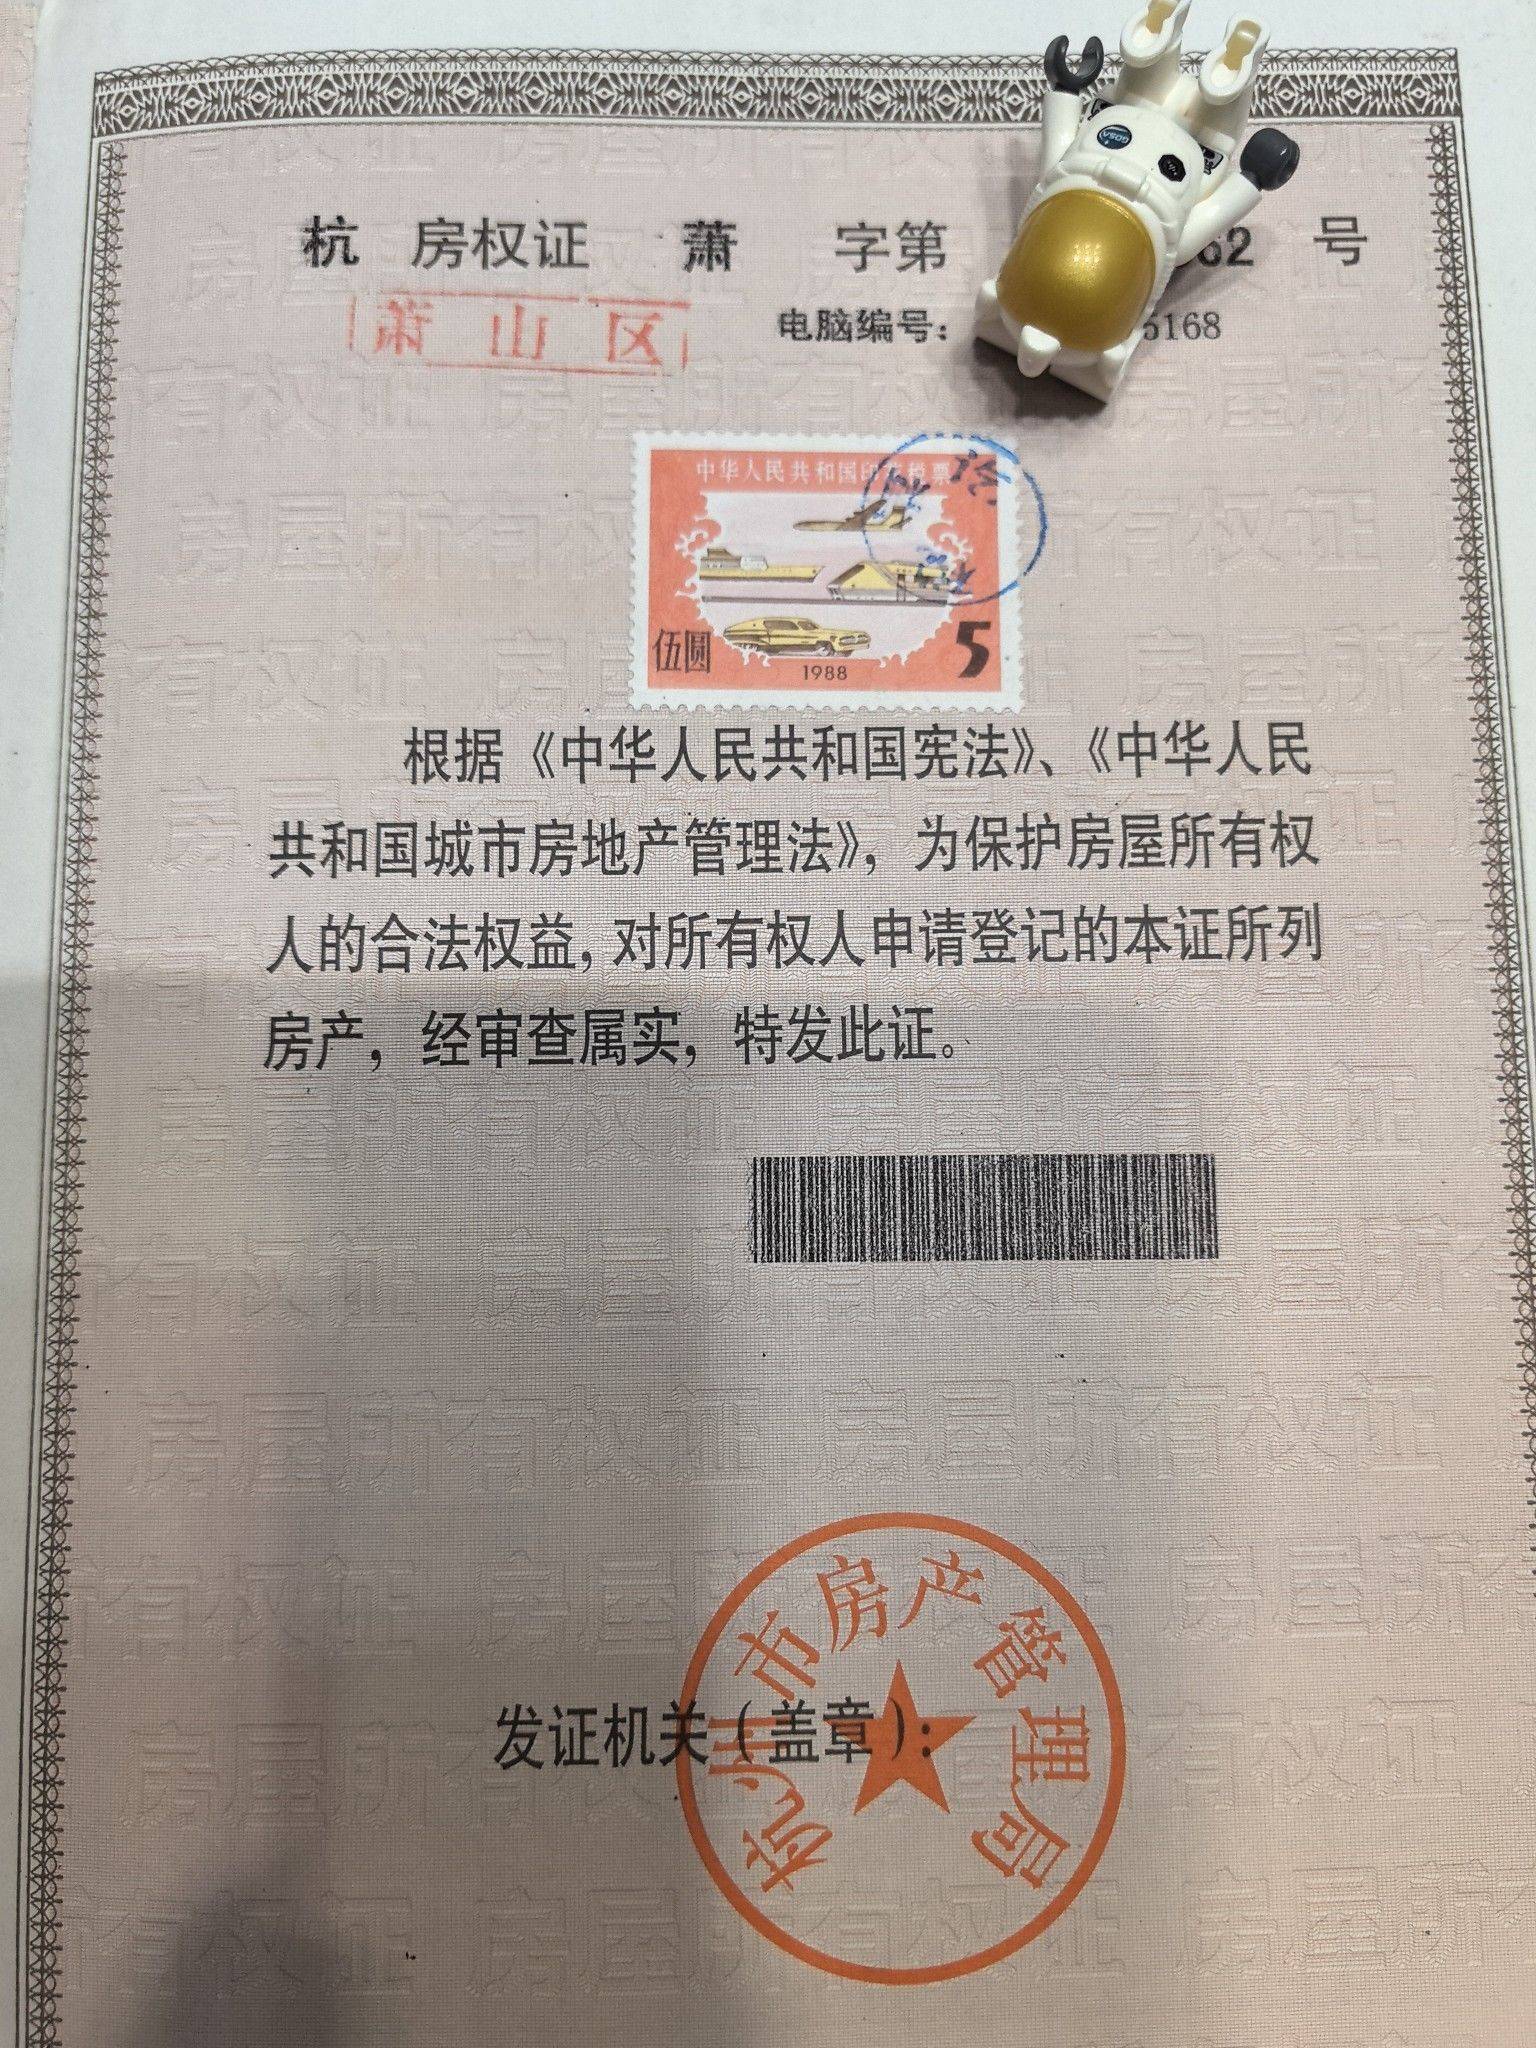 杭 房权证 萧 字第 62 号
萧山区
电脑编号: 5168
中华人民共和国印花税票
伍圆 1988 5
根据《中华人民共和国宪法》、《中华人民
共和国城市房地产管理法》，为保护房屋所有权
人的合法权益，对所有权人申请登记的本证所列
房产，经审查属实，特发此证。
发证机关（盖章）：
杭州市房产管理局